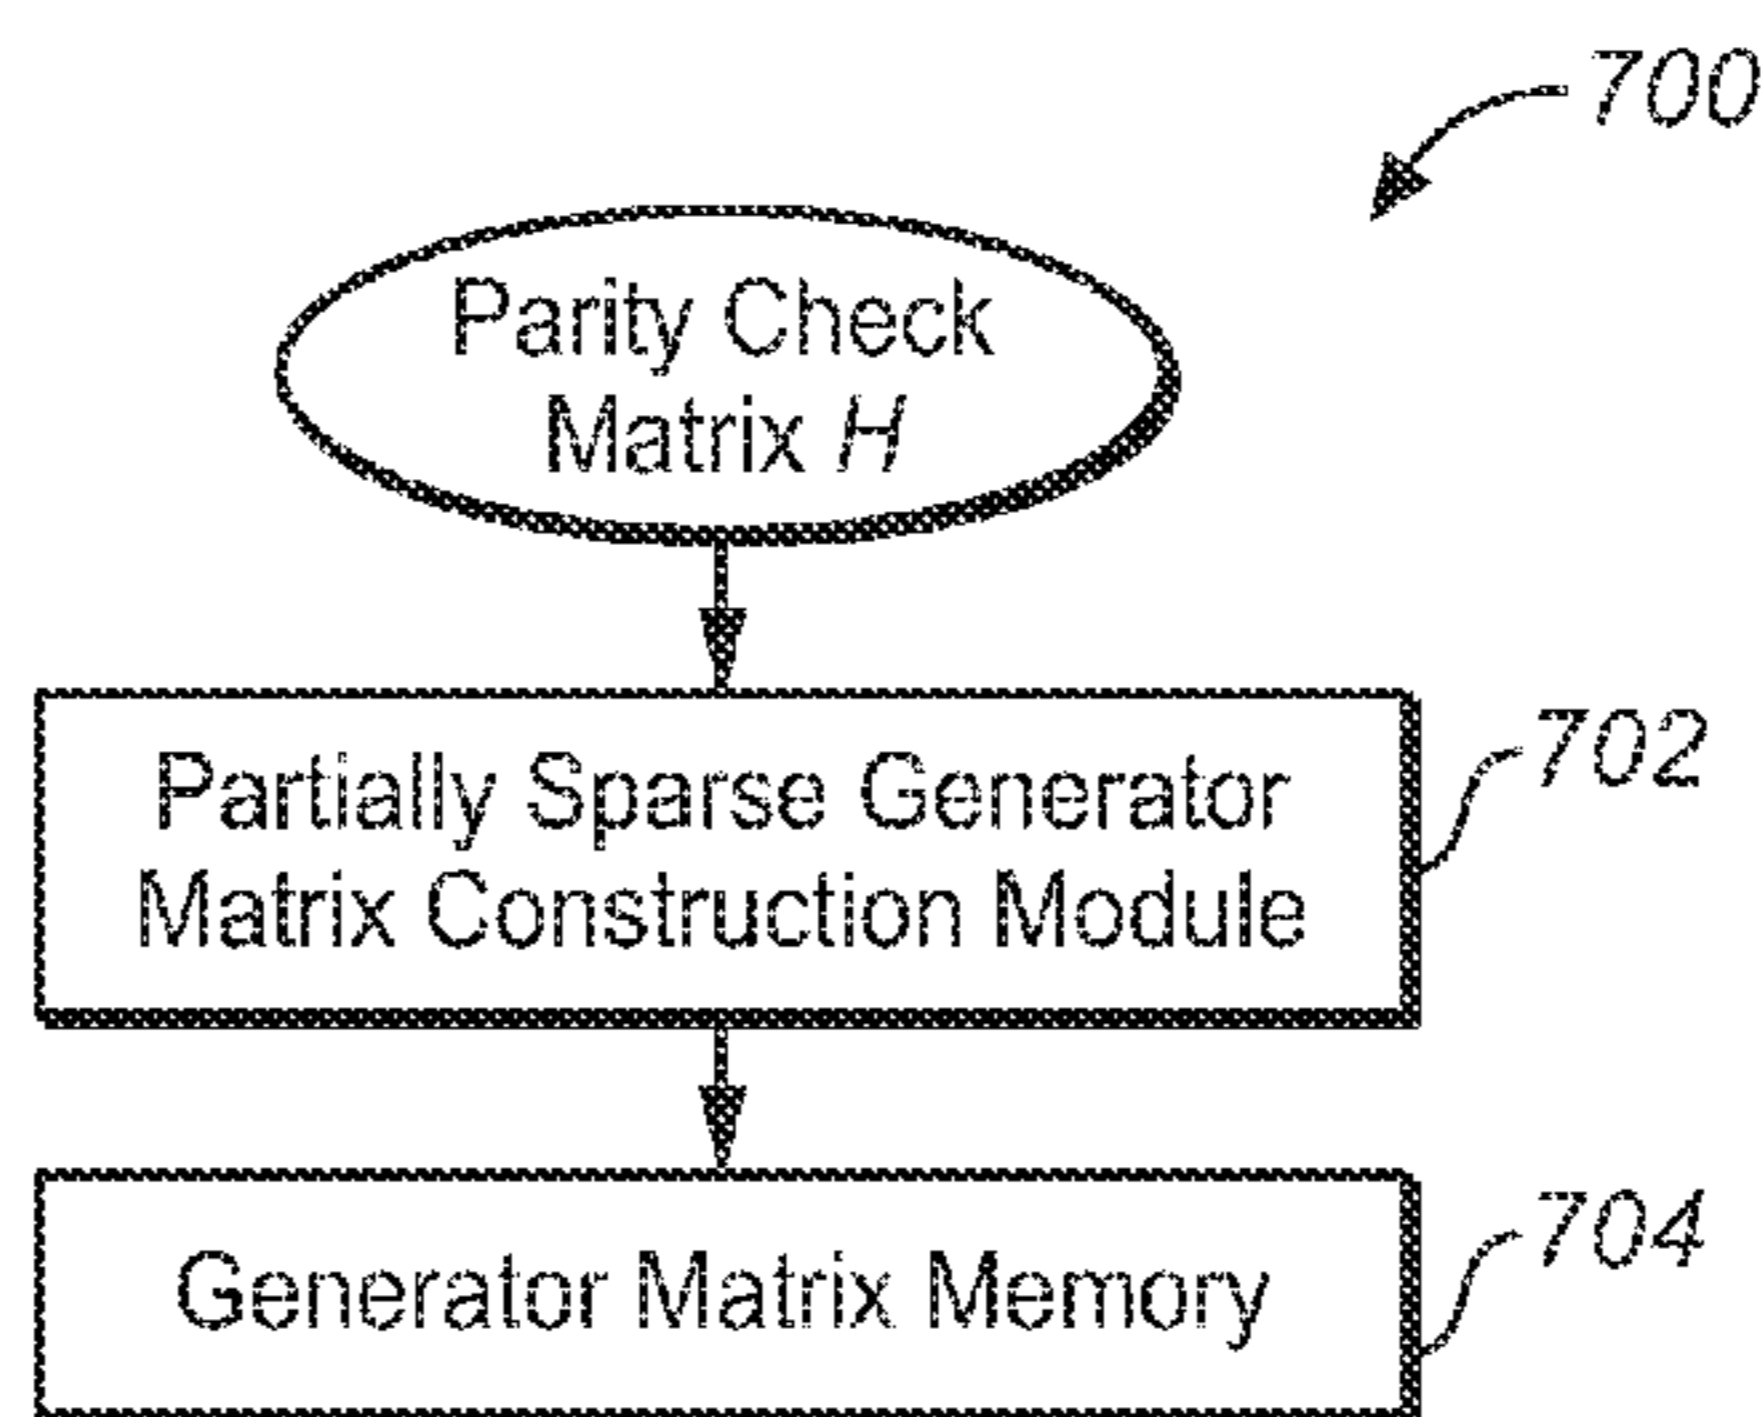 700
Parity Check
Matrix H
Partially Sparse Generator
Matrix Construction Module
702
Generator Matrix Memory
704